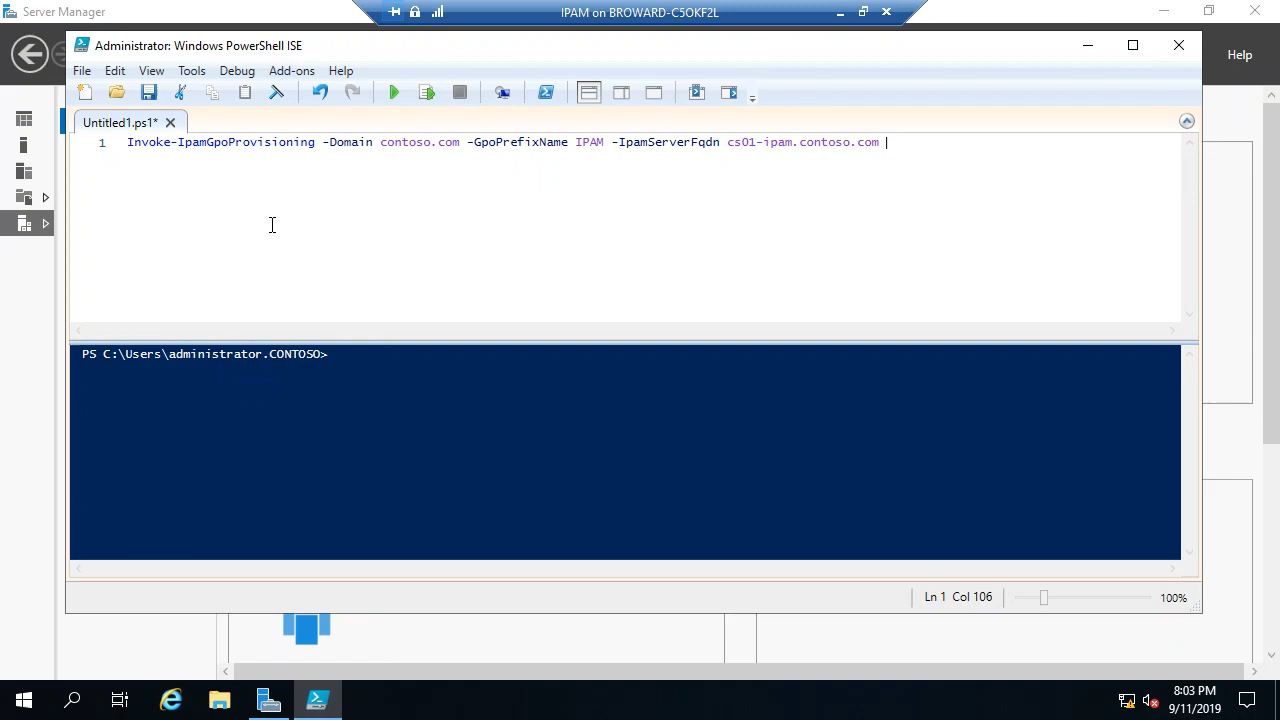 Server Manager
IPAM on BROWARD-C5OKF2L
Help
Administrator: Windows PowerShell ISE
File Edit View Tools Debug Add-ons Help
Untitled1.ps1*
1 Invoke-IpamGpoProvisioning -Domain contoso.com -GpoPrefixName IPAM -IpamServerFqdn cs01-ipam.contoso.com
PS C:\Users\administrator.CONTOSO>
Ln 1 Col 106
100%
8:03 PM
9/11/2019